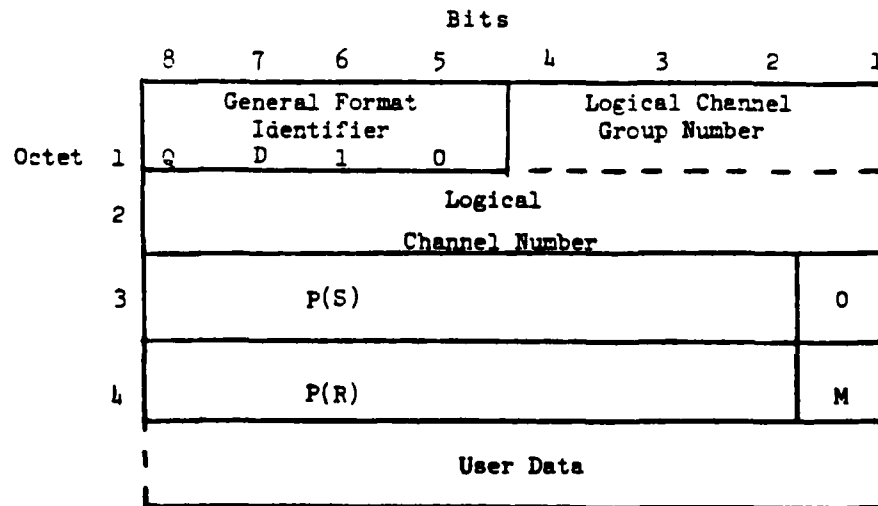 Bits
8 7 6 5 4 3 2 1
General Format Logical Channel
Identifier Group Number
Octet 1 Q D 1 0
2 Logical
Channel Number
3 P(S) 0
4 P(R) M
User Data